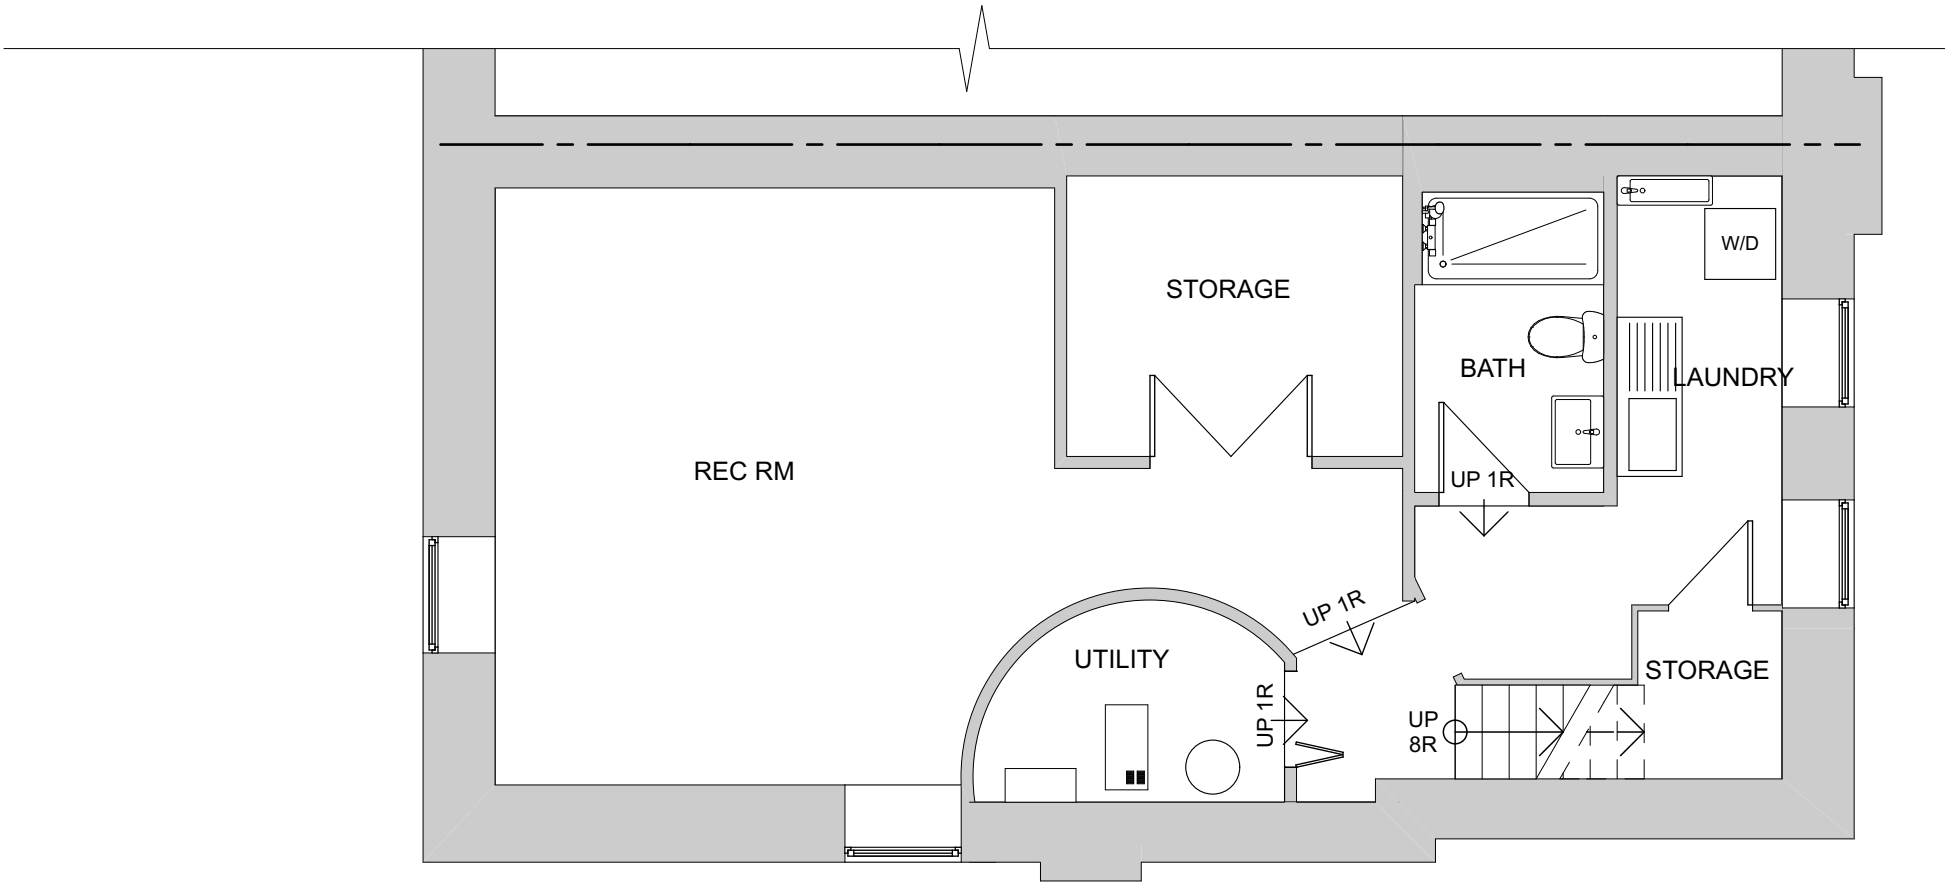 W/D
STORAGE
BATH
LAUNDRY
REC RM
UP 1R
UP 1R
UTILITY
STORAGE
UP 1R
UP
8R